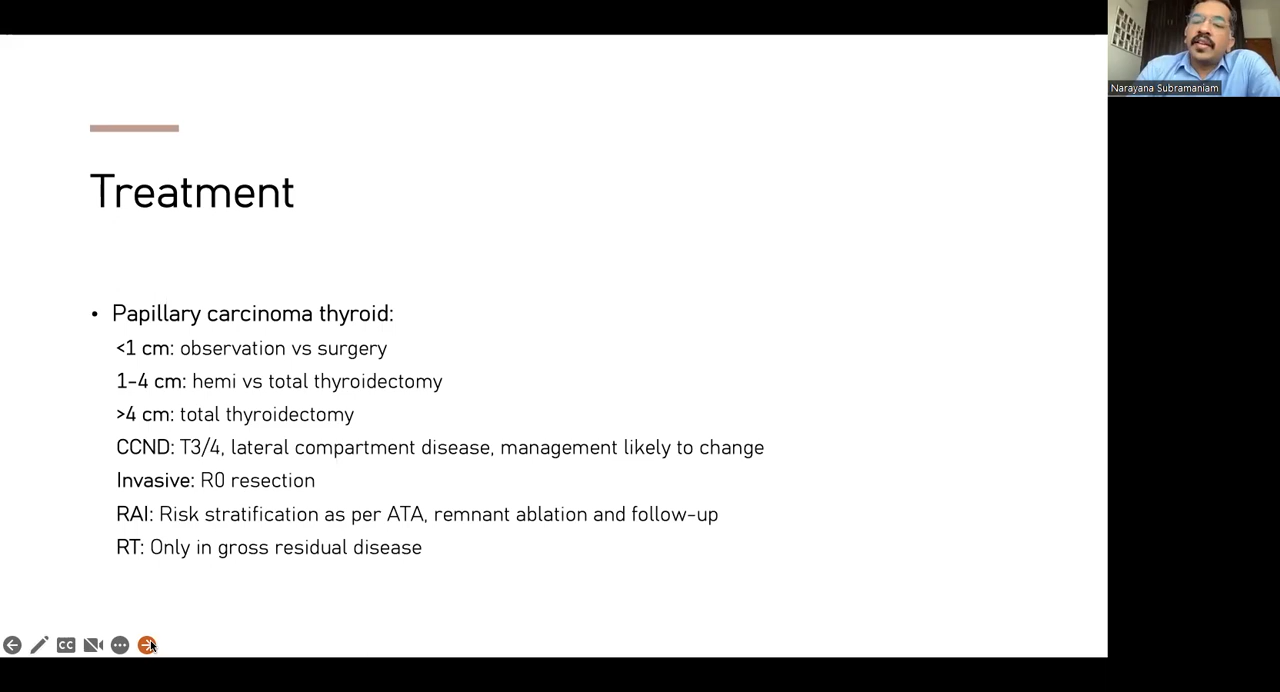 Narayana Subramaniam
Treatment
• Papillary carcinoma thyroid:
<1 cm: observation vs surgery
1-4 cm: hemi vs total thyroidectomy
>4 cm: total thyroidectomy
CCND: T3/4, lateral compartment disease, management likely to change
Invasive: R0 resection
RAI: Risk stratification as per ATA, remnant ablation and follow-up
RT: Only in gross residual disease
CC